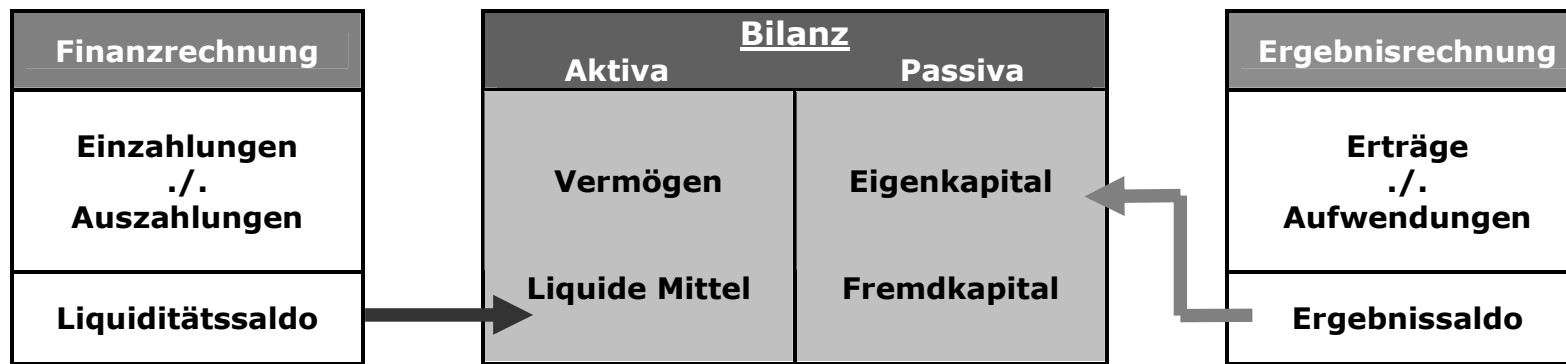 Finanzrechnung
Einzahlungen
./.
Auszahlungen
Liquiditätssaldo
Bilanz
Aktiva Passiva
Vermögen Eigenkapital
Liquide Mittel Fremdkapital
Ergebnisrechnung
Erträge
./.
Aufwendungen
Ergebnissaldo